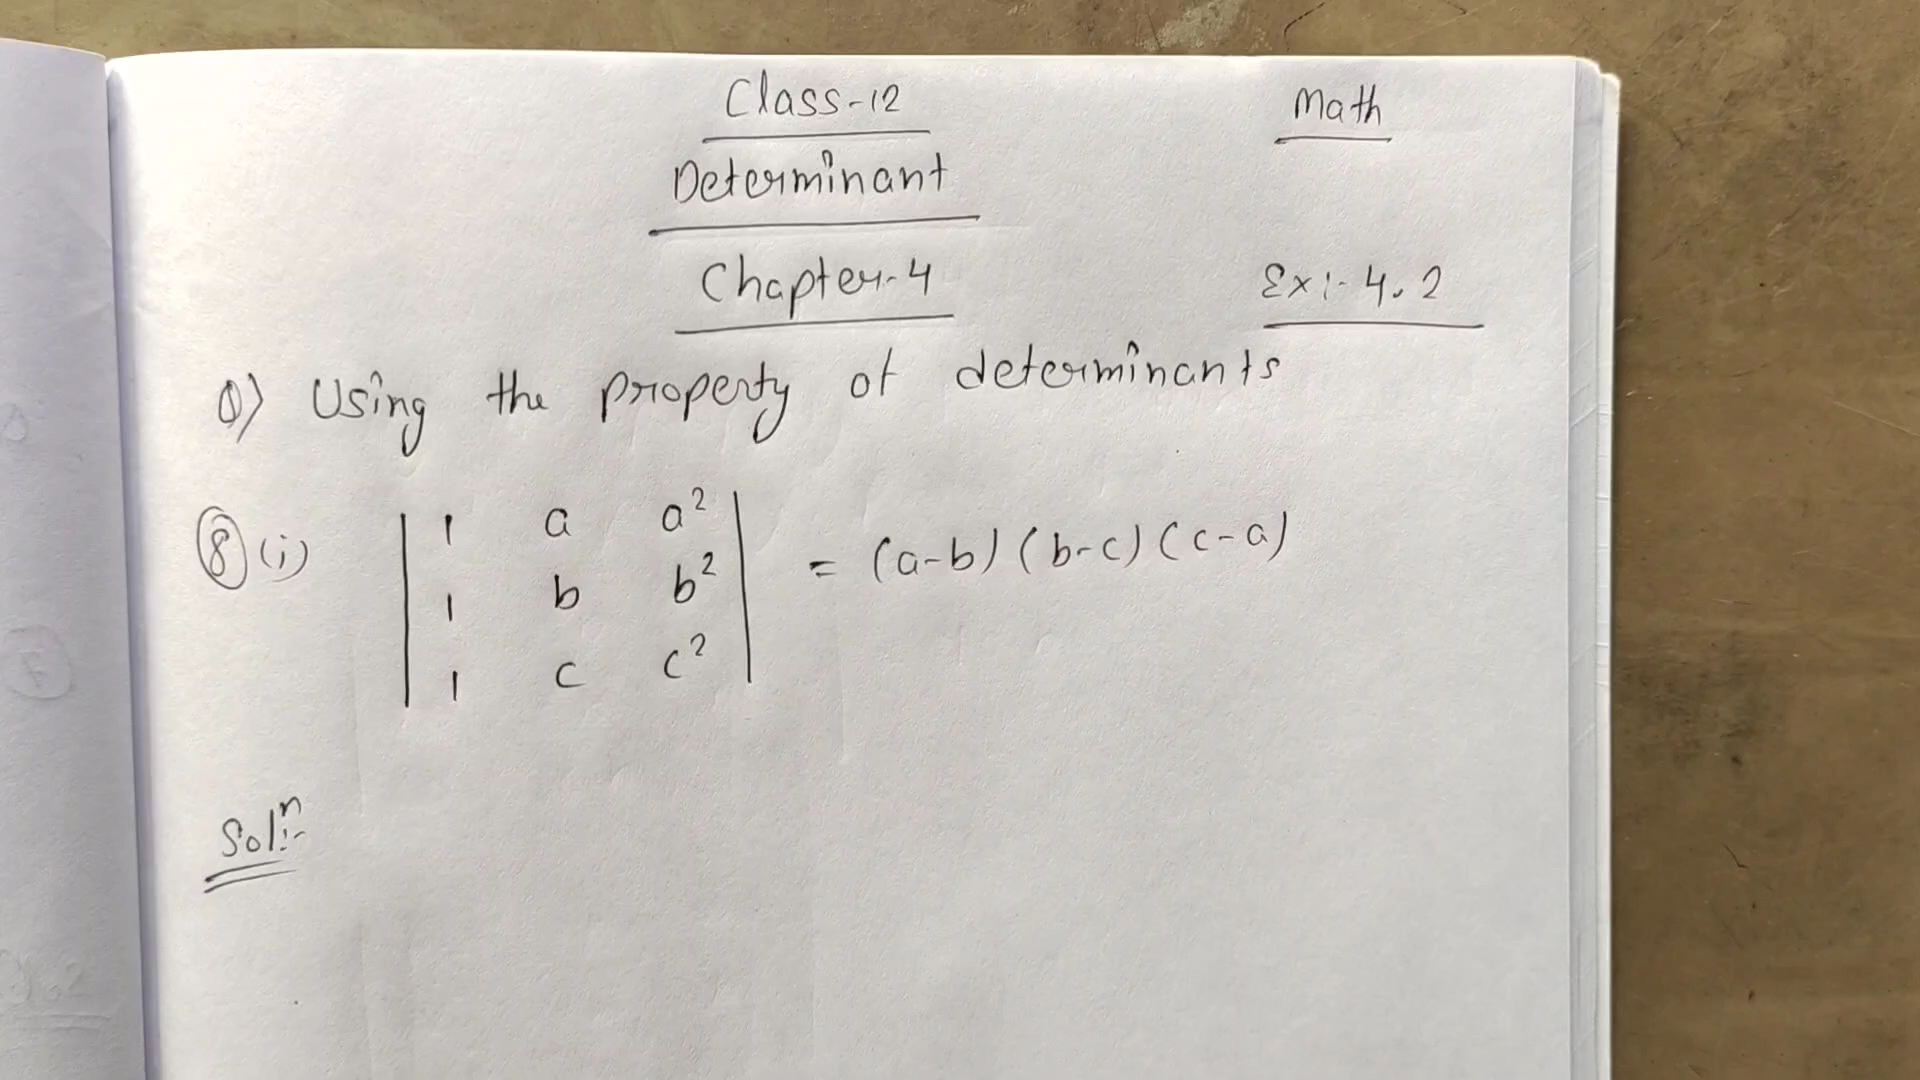 Class-12 Math
Determinant
Chapter-4 Ex:- 4.2
Q) Using the property of determinants
8 (i) | 1 a a² |
| 1 b b² | = (a-b) (b-c) (c-a)
| 1 c c² |
Solⁿ:-